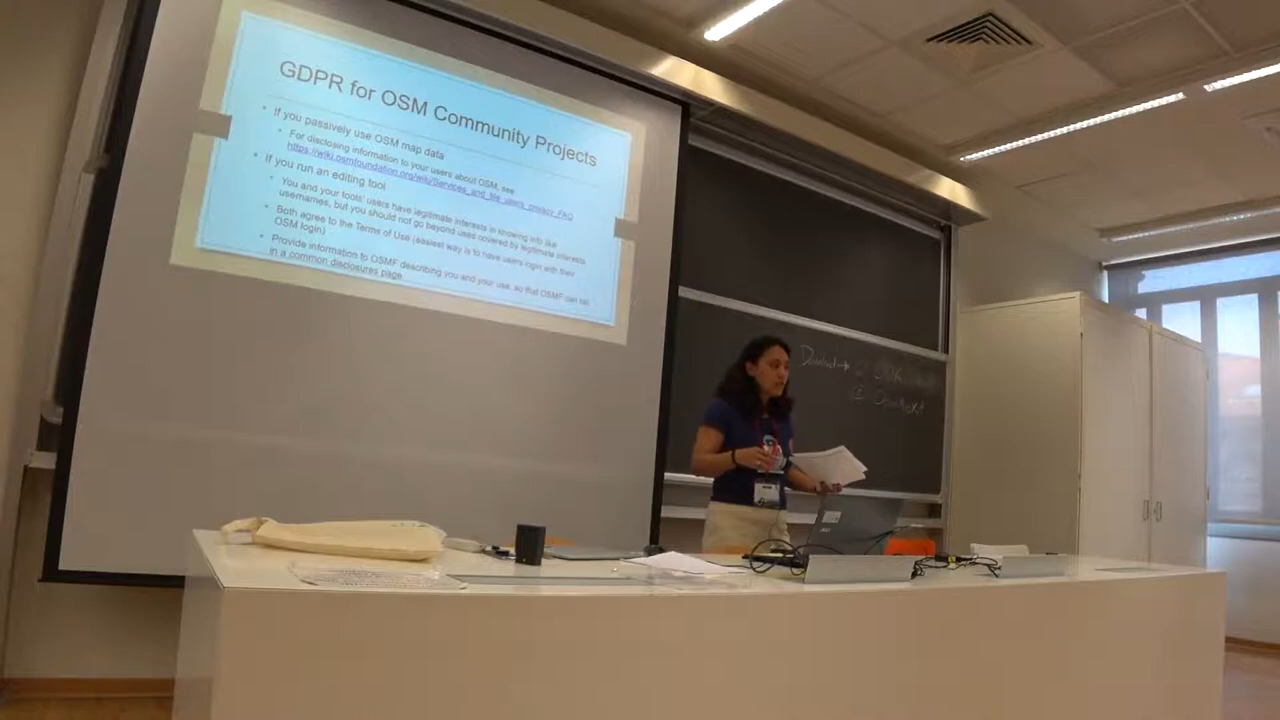 GDPR for OSM Community Projects
• If you passively use OSM map data
• For disclosing information to your users about OSM, see
https://wiki.osmfoundation.org/wiki/Services_and_tile_users_privacy_FAQ
• If you run an editing tool
• You and your tools' users have legitimate interests in knowing info like
usernames, but you should not go beyond uses covered by legitimate interests
• Both agree to the Terms of Use (easiest way is to have users login with their
OSM login)
• Provide information to OSMF describing you and your use, so that OSMF can list
in a common disclosures page.
Download →